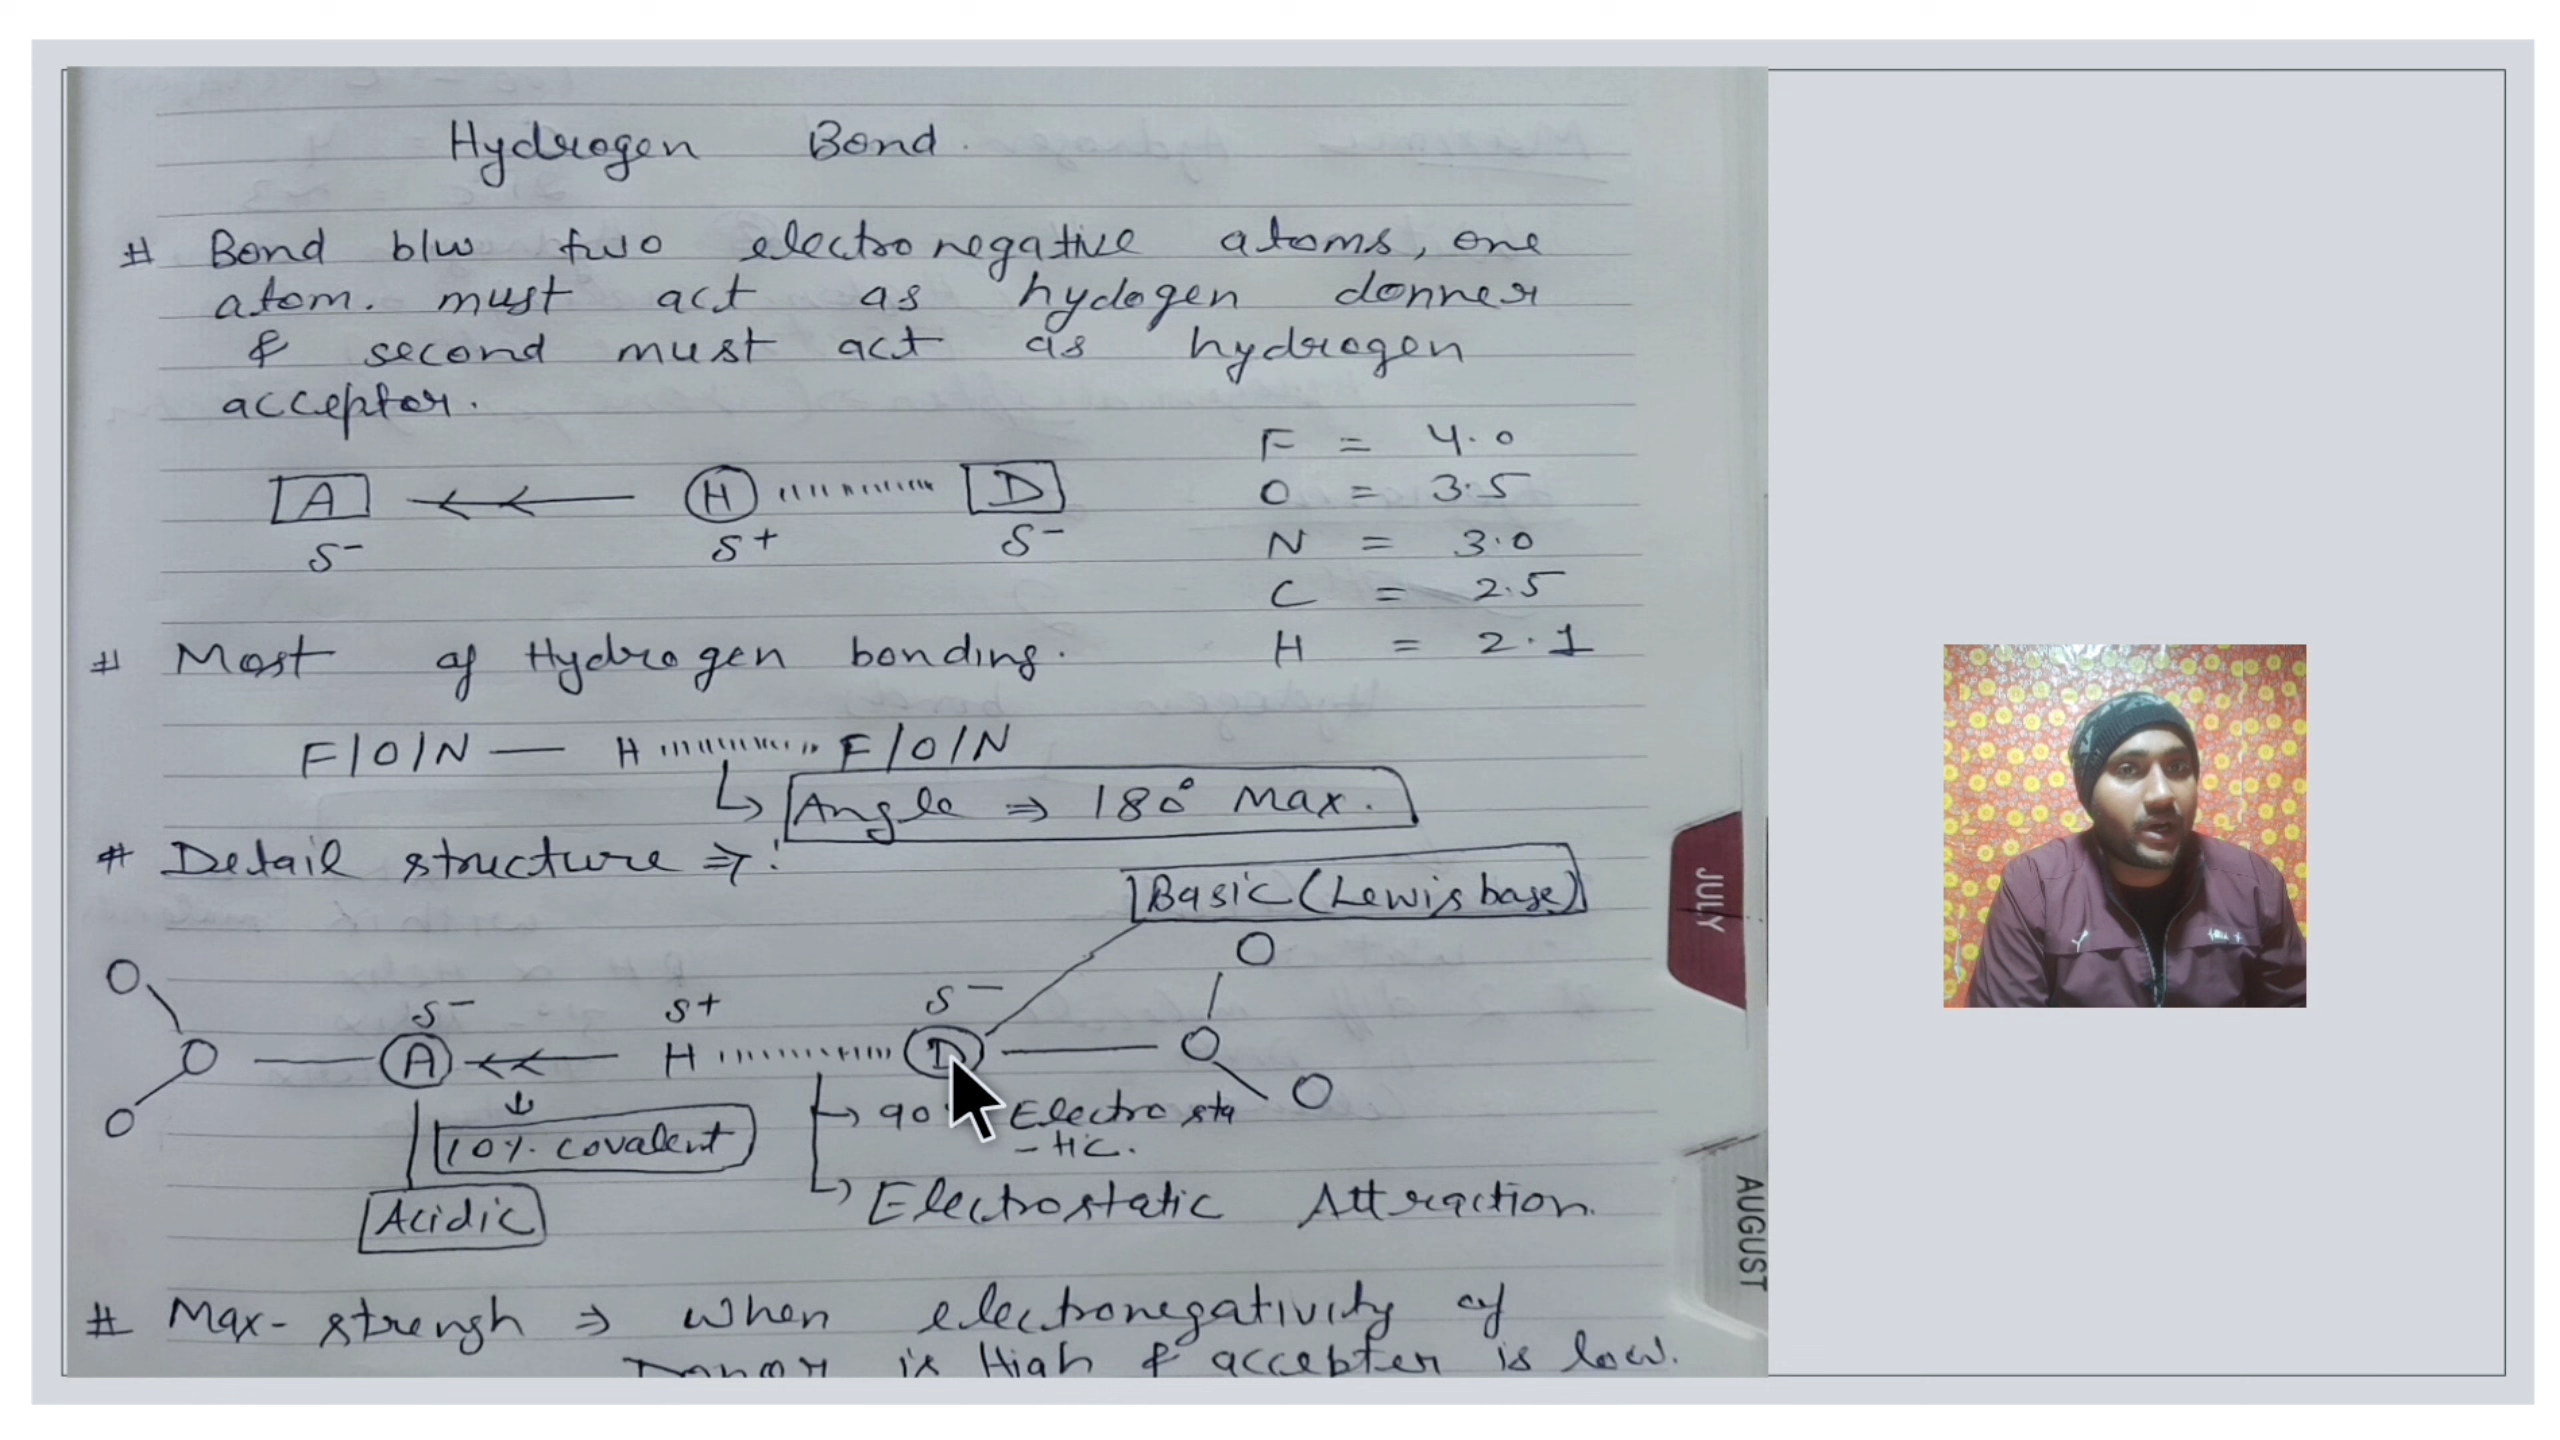 Hydrogen Bond.
# Bond b/w two electronegative atoms, one
atom. must act as hydogen donner
& second must act as hydrogen
acceptor.
F = 4.0
O = 3.5
N = 3.0
C = 2.5
H = 2.1
A H D
δ- δ+ δ-
# Most of Hydrogen bonding.
F/O/N — H F/O/N
Angle ⇒ 180° Max.
# Detail structure ⇒!
Basic (Lewis base)
O O
δ- δ+ δ-
O A H D O
O O
10%. covalent
90 Electrosta
-tic.
Acidic
Electrostatic Attraction.
# Max- strengh ⇒ when electronegativity of
Donor is High & accepter is low.
JULY
AUGUST